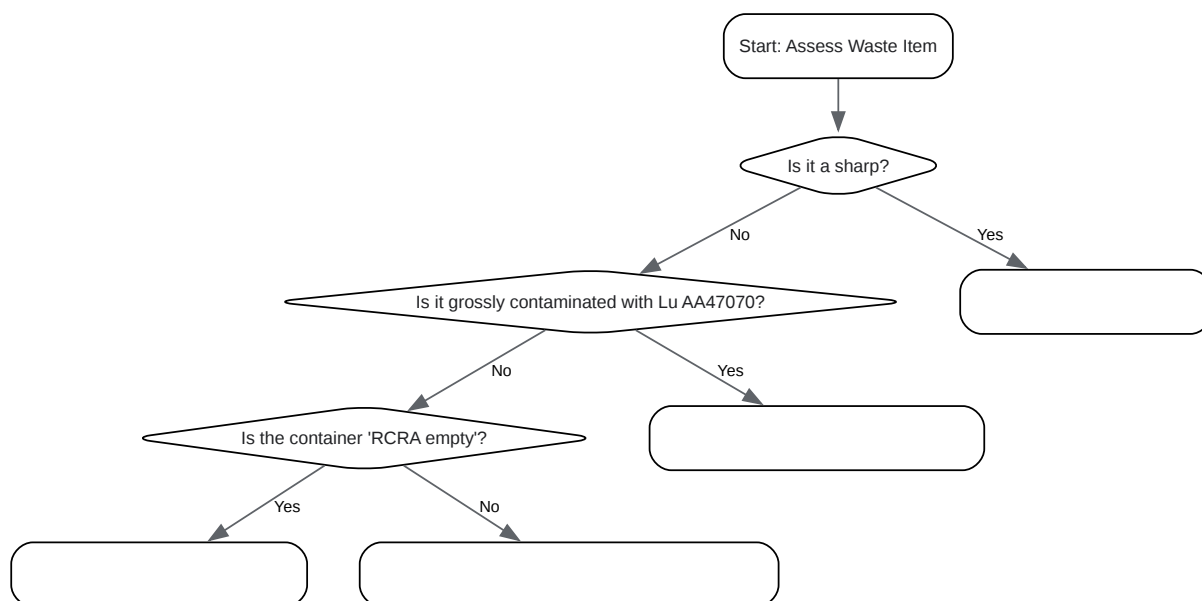 Start: Assess Waste Item
Is it a sharp?
No
Yes
Is it grossly contaminated with Lu AA47070?
No
Yes
Is the container 'RCRA empty'?
Yes
No